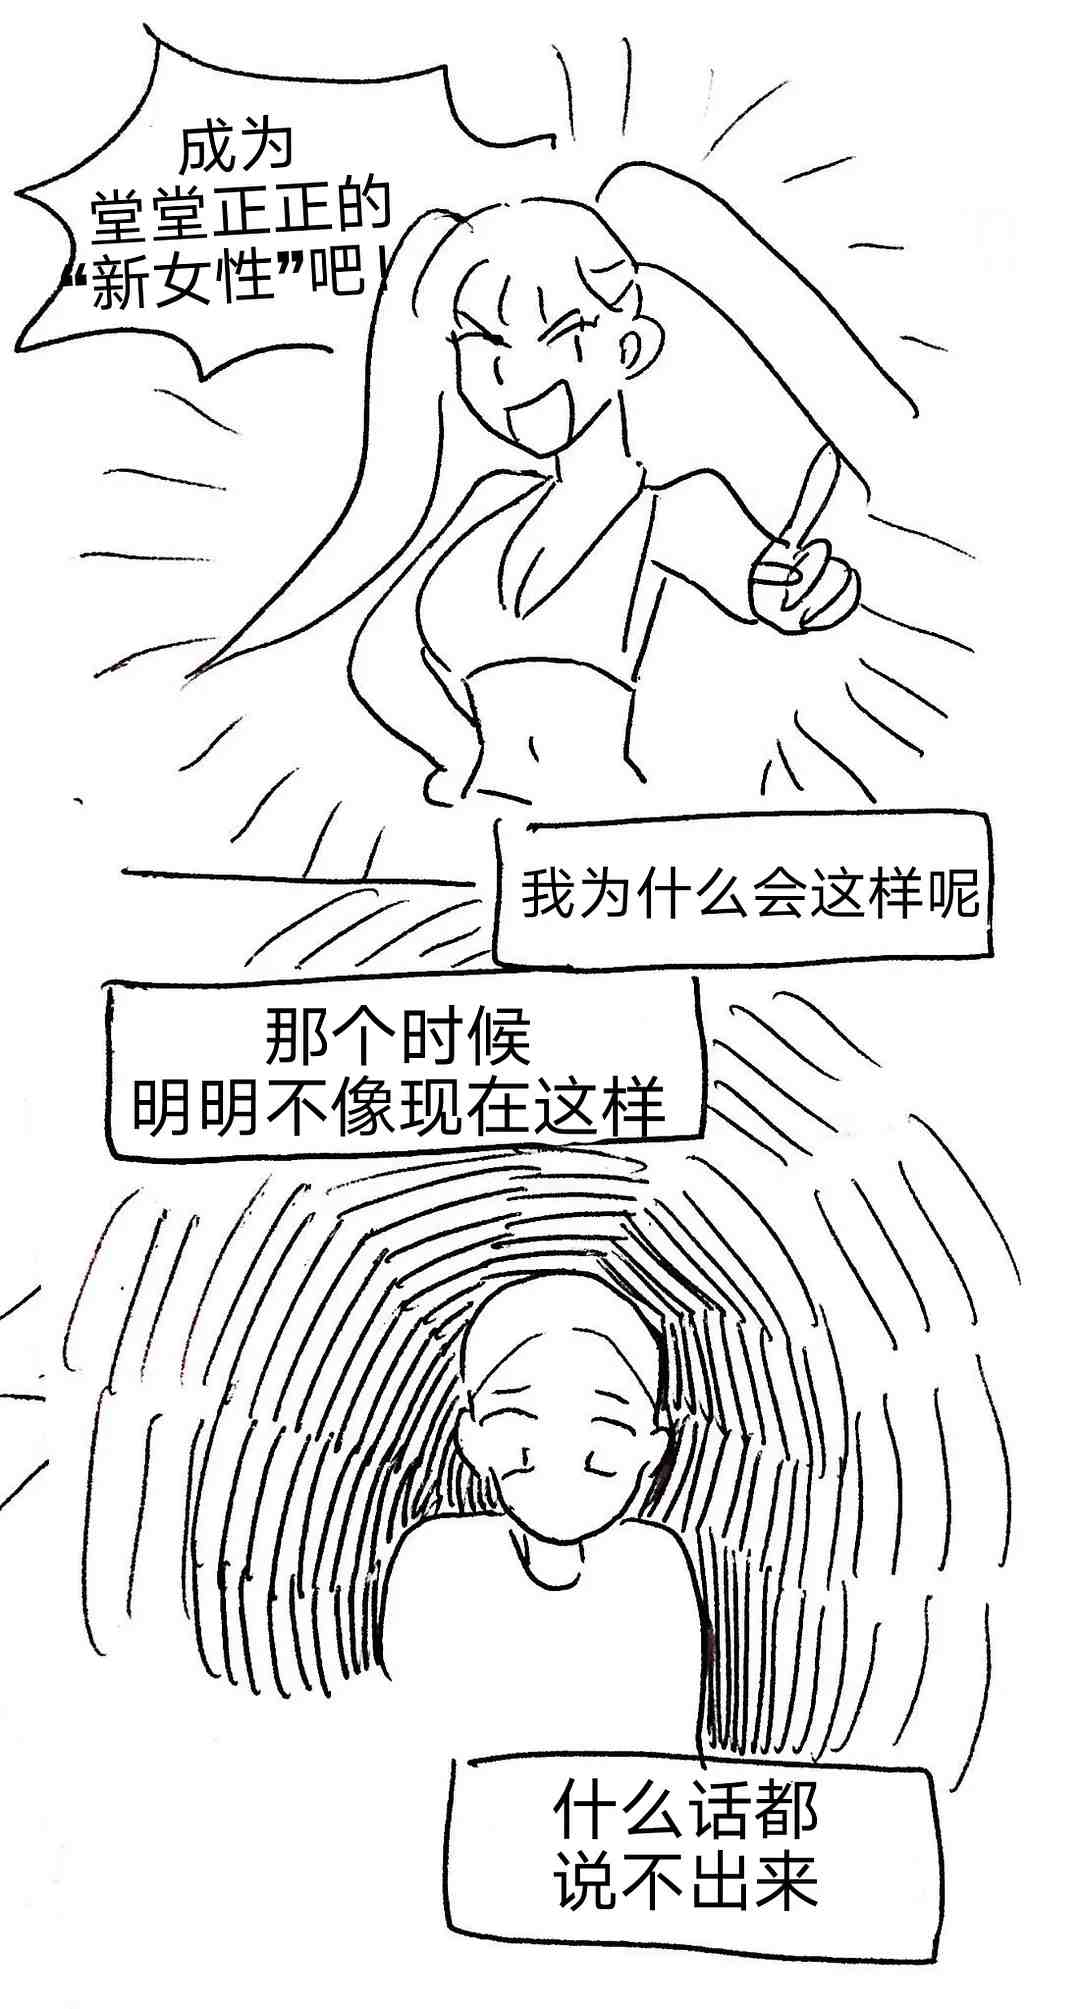 成为
堂堂正正的
“新女性”吧！
我为什么会这样呢
那个时候
明明不像现在这样
什么话都
说不出来